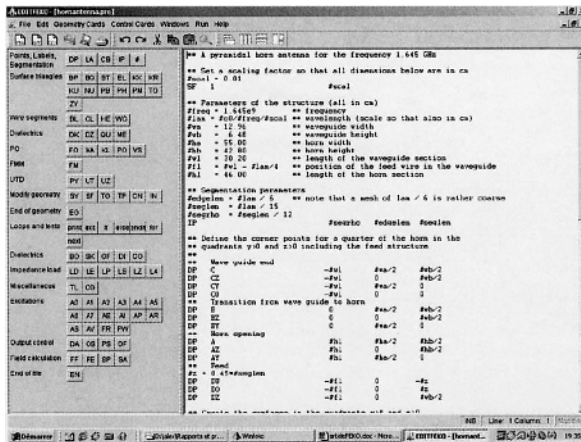 EDITFEKO - [hornantenna.pre]
File Edit Geometry Cards Control Cards Windows Run Help
Points, Labels, Segmentation DP LA CB IP #
Surface triangles BP BQ BT EL KK KR
KU NU PB PH PM TO
ZY
Wire segments BL CL HE WG
Dielectrics DK DZ QU ME
PO FO KA KL PO VS
FMM FM
UTD PY UT UZ
Modify geometry SY SF TO TP CN IN
End of geometry EG
Loops and tests print exit # else endif for
next
Dielectrics BO SK GF DI CO
Impedance load LD LE LP LS LZ L4
Miscellaneous TL CG
Excitations A0 A1 A2 A3 A4 A5
A6 A7 AE AI AP AR
AS AV FR PW
Output control DA OS PS OF
Field calculation FF FE BP SA
End of file EN
** A pyramidal horn antenna for the frequency 1.645 GHz
** Set a scaling factor so that all dimensions below are in cm
#scal = 0.01
SF 1 #scal
** Parameters of the structure (all in cm)
#freq = 1.645e9 ** frequency
#lam = #c0/#freq/#scal ** wavelength (scale so that also in cm)
#wa = 12.96 ** waveguide width
#wb = 6.48 ** waveguide height
#ha = 55.00 ** horn width
#hb = 42.80 ** horn height
#wl = 30.20 ** length of the waveguide section
#fl = #wl - #lam/4 ** position of the feed wire in the waveguide
#hl = 46.00 ** length of the horn section
** Segmentation parameters
#edgelen = #lam / 6 ** note that a mesh of lam / 6 is rather coarse
#seglen = #lam / 15
#segrho = #seglen / 12
IP #segrho #edgelen #seglen
** Define the corner points for a quarter of the horn in the
** quadrants y>0 and z>0 including the feed structure
** Wave guide end
DP C -#wl #wa/2 #wb/2
DP CZ -#wl 0 #wb/2
DP CY -#wl #wa/2 0
DP C0 -#wl 0 0
** Transition from wave guide to horn
DP B 0 #wa/2 #wb/2
DP BZ 0 0 #wb/2
DP BY 0 #wa/2 0
** Horn opening
DP A #hl #ha/2 #hb/2
DP AZ #hl 0 #hb/2
DP AY #hl #ha/2 0
** Feed
#z = 0.45*#seglen
DP DU -#fl 0 -#z
DP DO -#fl 0 #z
DP DZ -#fl 0 #wb/2
INS Line: 1 Column: 1
Démarrer